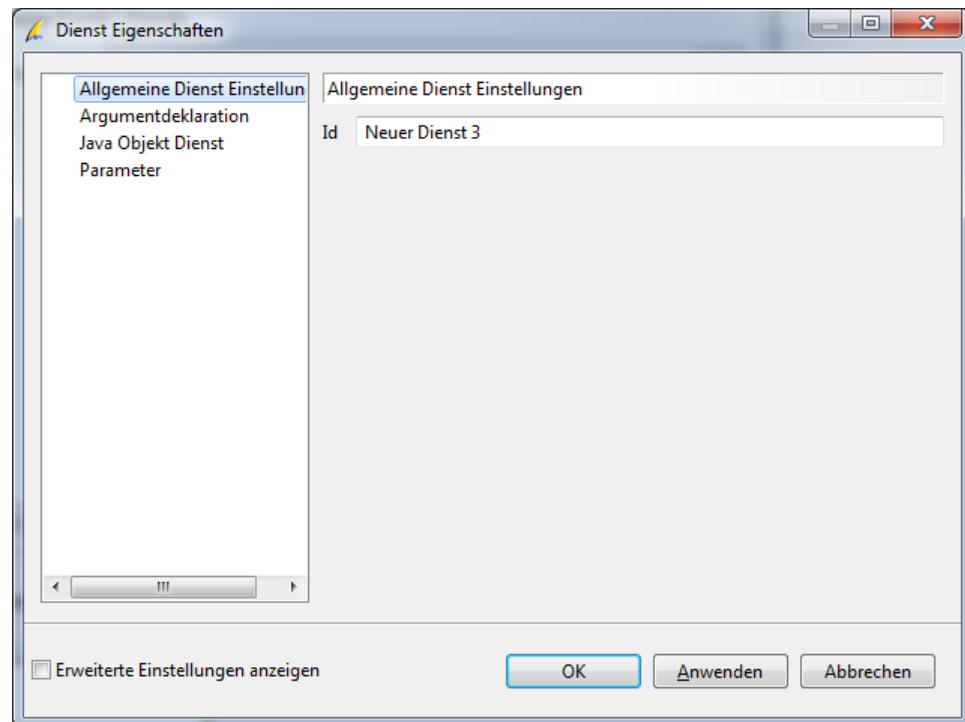 Dienst Eigenschaften
Allgemeine Dienst Einstellun
Argumentdeklaration
Java Objekt Dienst
Parameter
Allgemeine Dienst Einstellungen
Id Neuer Dienst 3
Erweiterte Einstellungen anzeigen
OK Anwenden Abbrechen